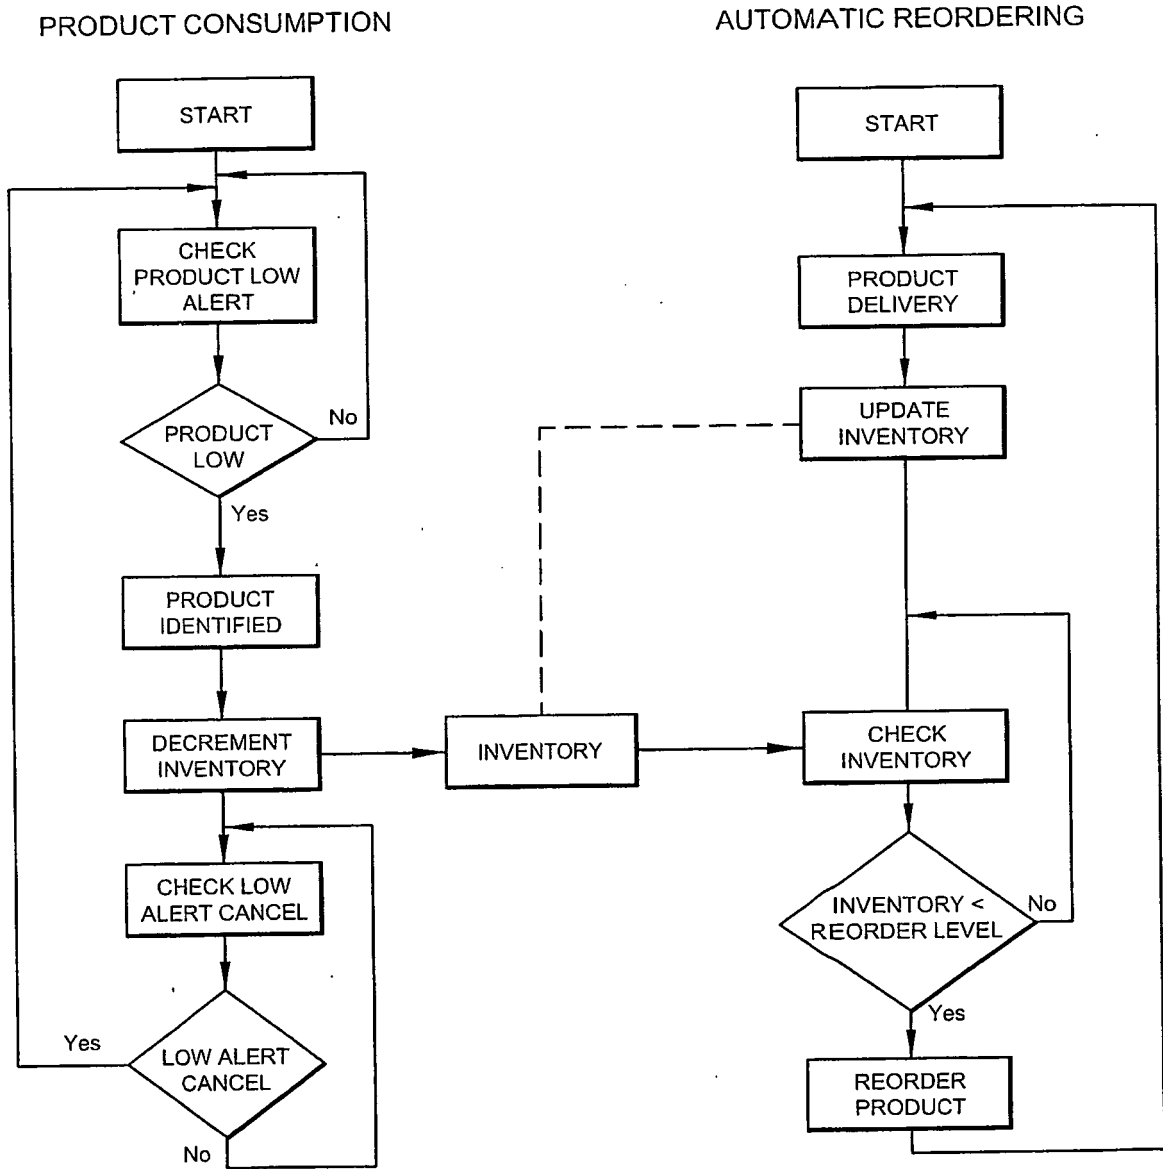 PRODUCT CONSUMPTION
START
CHECK
PRODUCT LOW
ALERT
No
PRODUCT
LOW
Yes
PRODUCT
IDENTIFIED
DECREMENT
INVENTORY
CHECK LOW
ALERT CANCEL
Yes
LOW ALERT
CANCEL
No
INVENTORY
AUTOMATIC REORDERING
START
PRODUCT
DELIVERY
UPDATE
INVENTORY
CHECK
INVENTORY
No
INVENTORY <
REORDER LEVEL
Yes
REORDER
PRODUCT